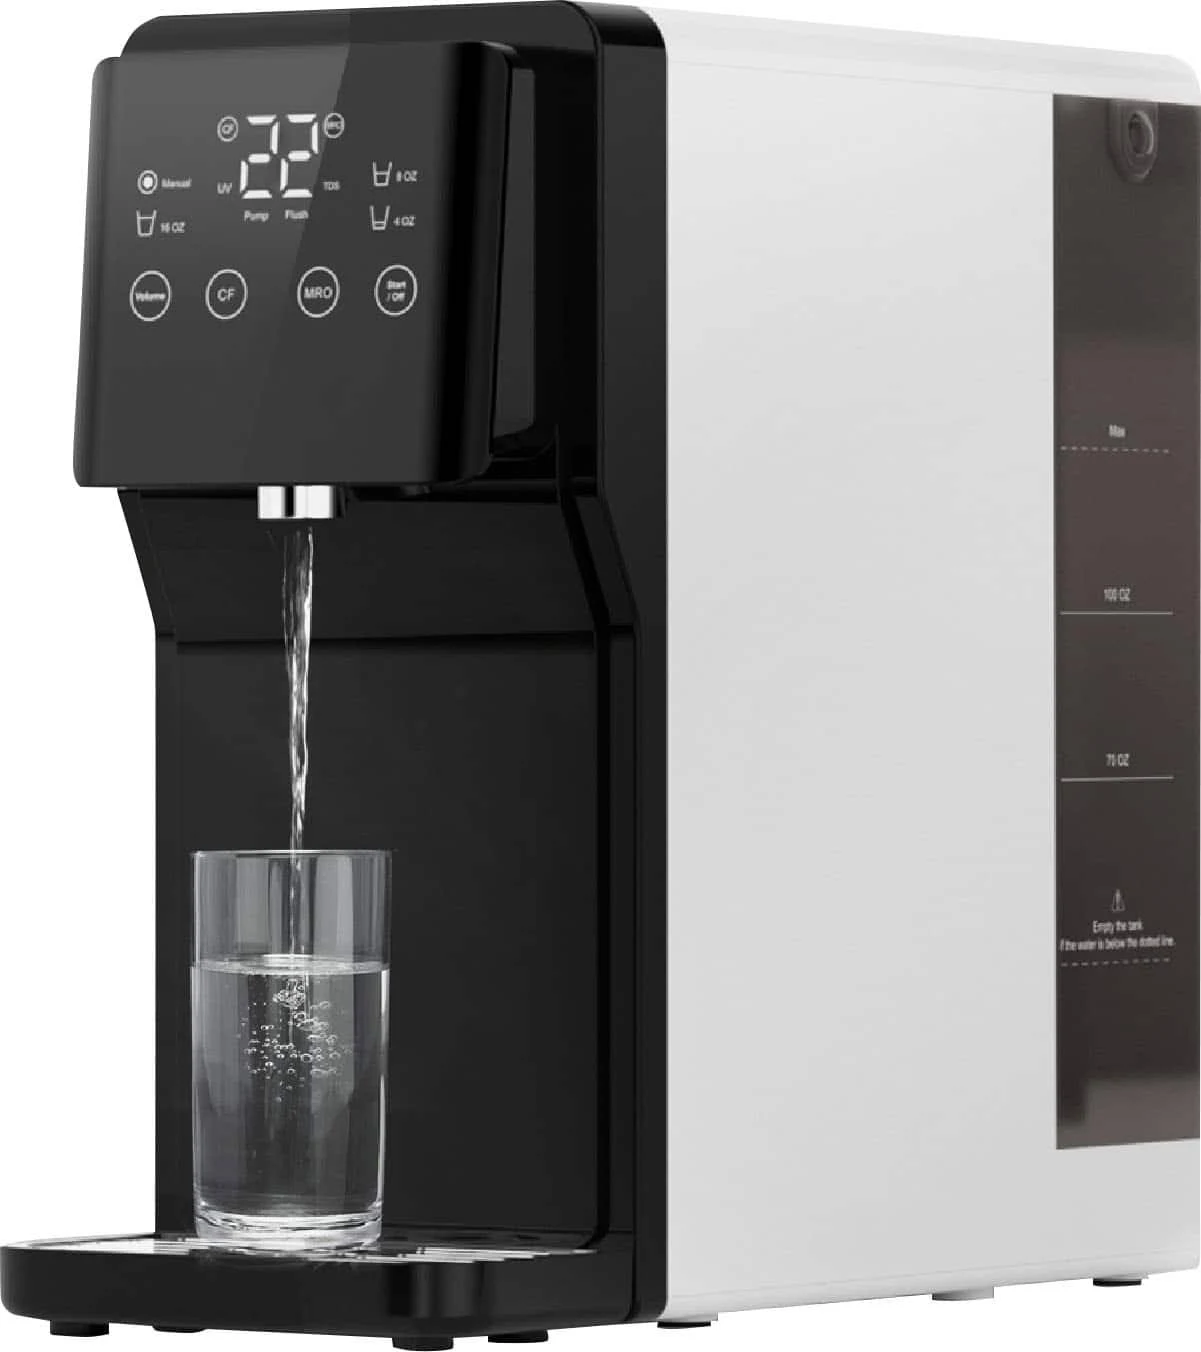 CF
22
Manual
UV
TDS
8 OZ
Pump Flush
16 OZ
4 OZ
Volume
CF
MRO
Start
/ Off
Max
100 OZ
70 OZ
Empty the tank
if the water is below the dotted line.